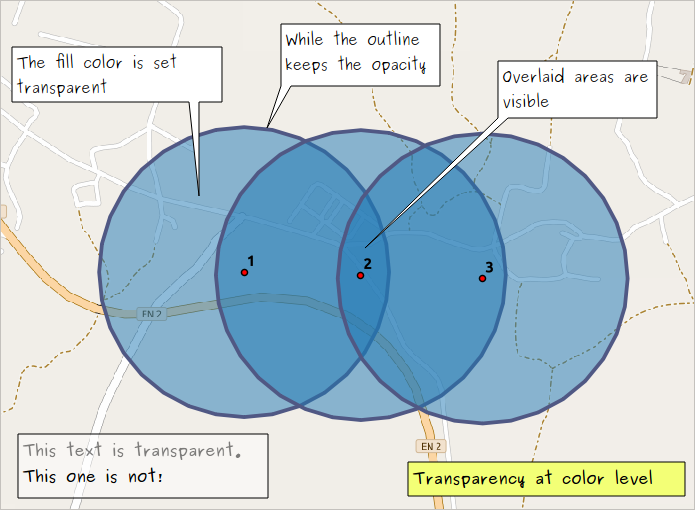 While the outline
keeps the opacity
The fill color is set
transparent
Overlaid areas are
visible
1
2
3
EN 2
EN 2
This text is transparent.
This one is not!
Transparency at color level